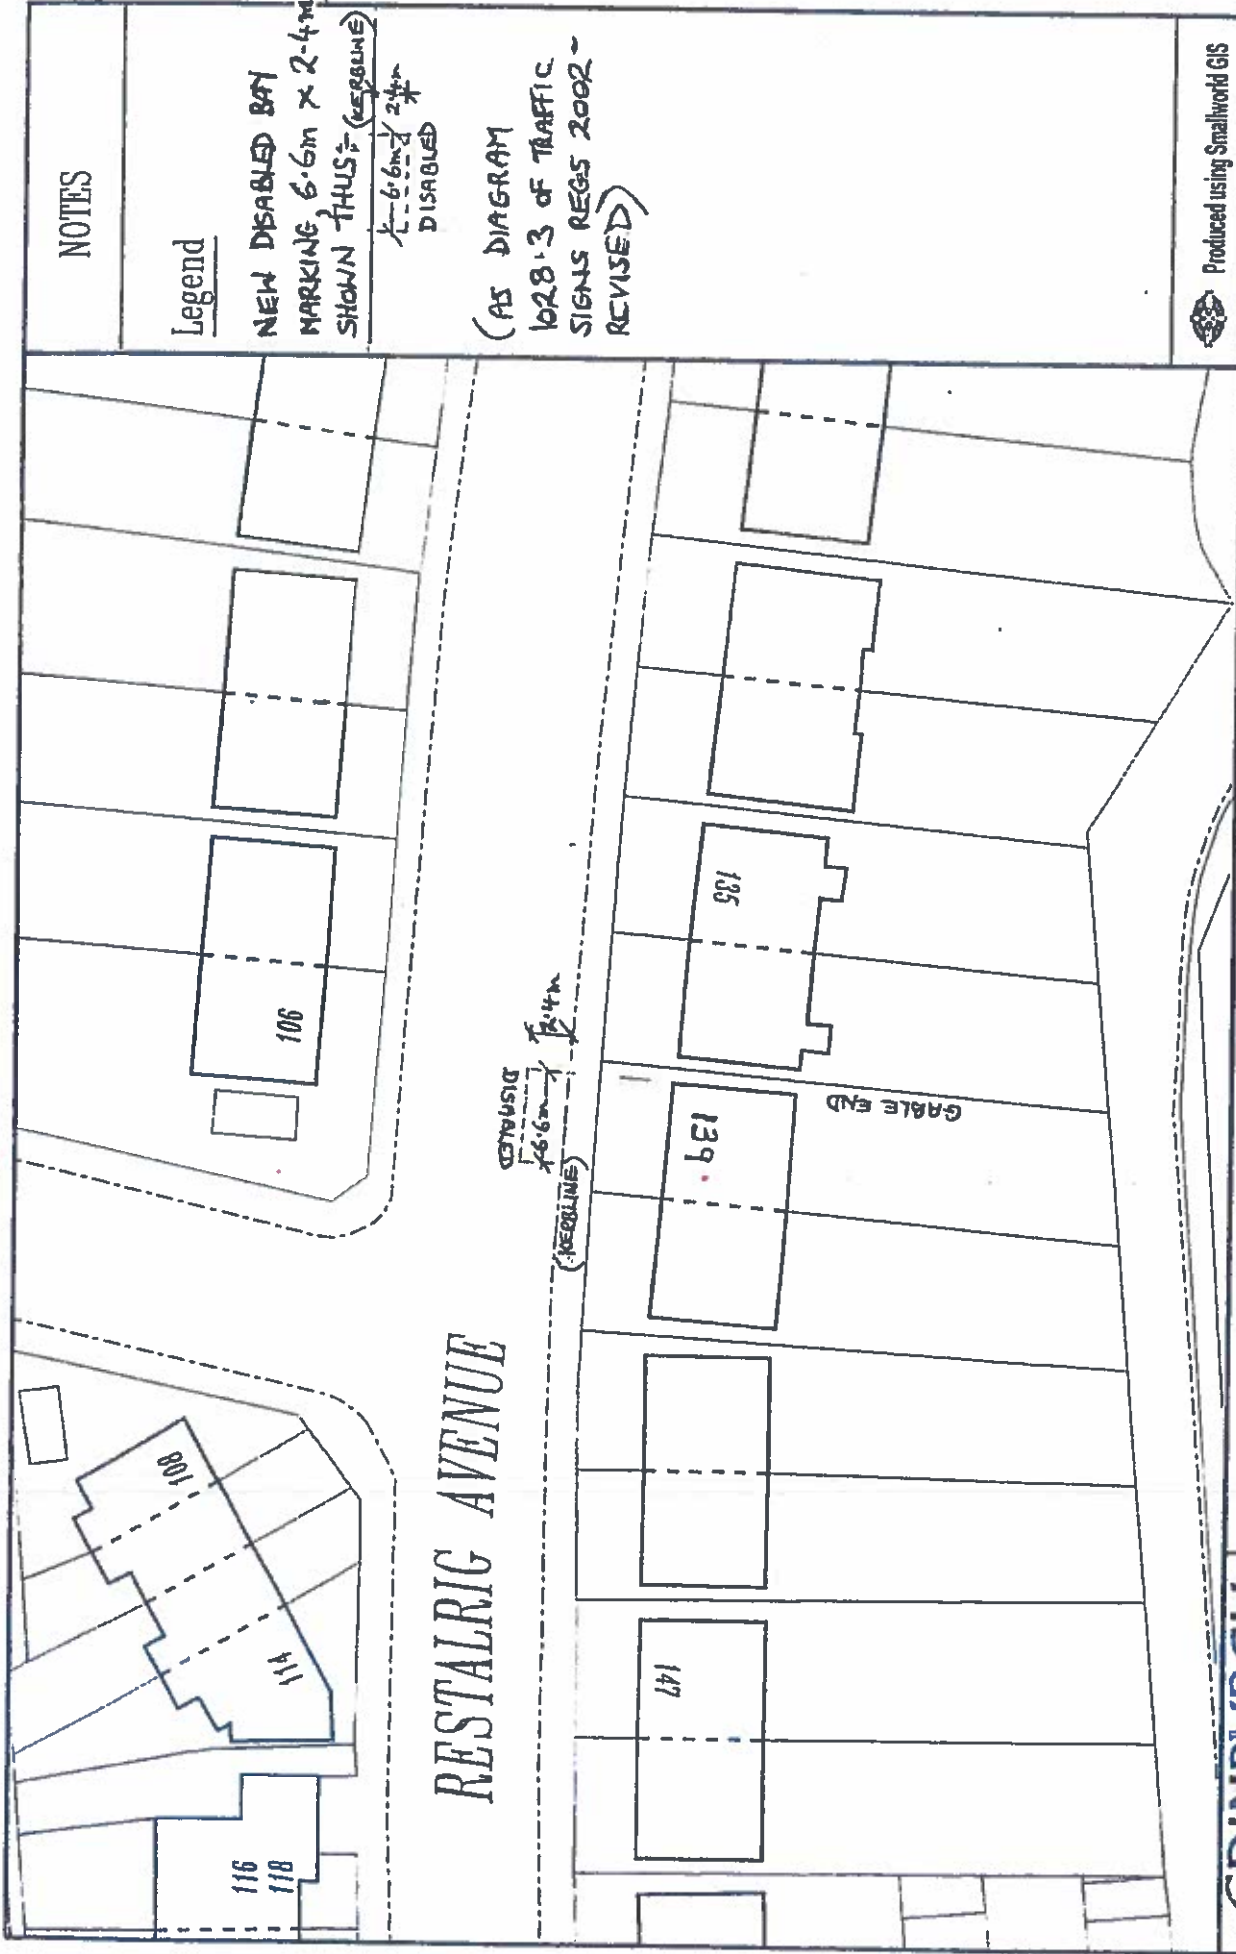 NOTES
Legend
NEW DISABLED BAY
MARKING 6.6m x 2.4m
SHOWN THUS:- (KERBLINE)
6.6m 2.4m
DISABLED
(AS DIAGRAM
1028.3 OF TRAFFIC
SIGNS REGS 2002 -
REVISED)
Produced using Smallworld GIS
RESTALRIG AVENUE
116
118
114
108
106
DISABLED
6.6m
2.4m
(KERBLINE)
147
139
GABLE END
135